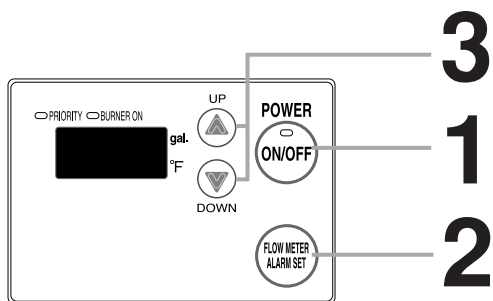 3
UP
PRIORITY BURNER ON
POWER
gal.
ON/OFF
1
°F
DOWN
FLOW METER
ALARM SET
2